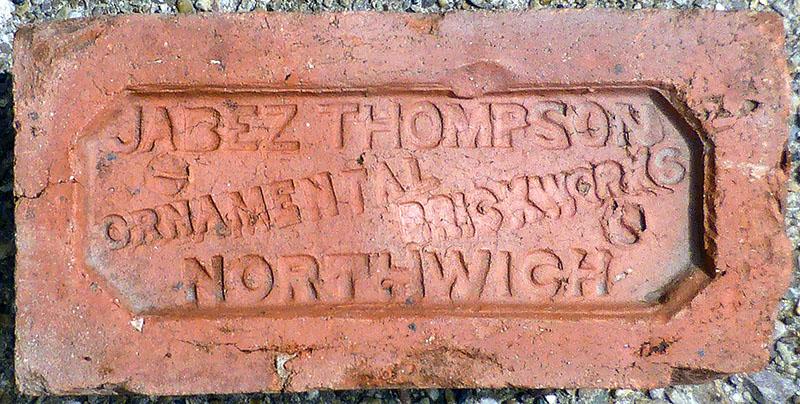 JABEZ THOMPSON
ORNAMENTAL BRICKWORKS
NORTHWICH